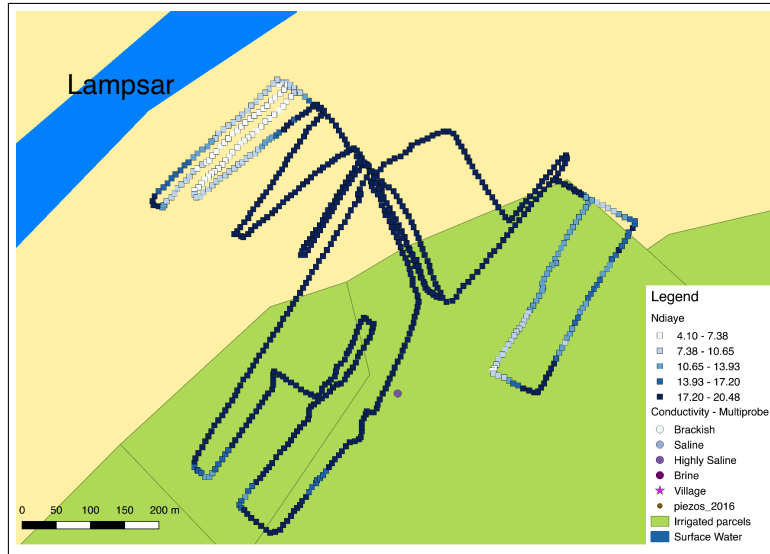 Lampsar
Legend
Ndiaye
4.10 - 7.38
7.38 - 10.65
10.65 - 13.93
13.93 - 17.20
17.20 - 20.48
Conductivity - Multiprobe
Brackish
Saline
Highly Saline
Brine
Village
piezos_2016
Irrigated parcels
Surface Water
0 50 100 150 200 m